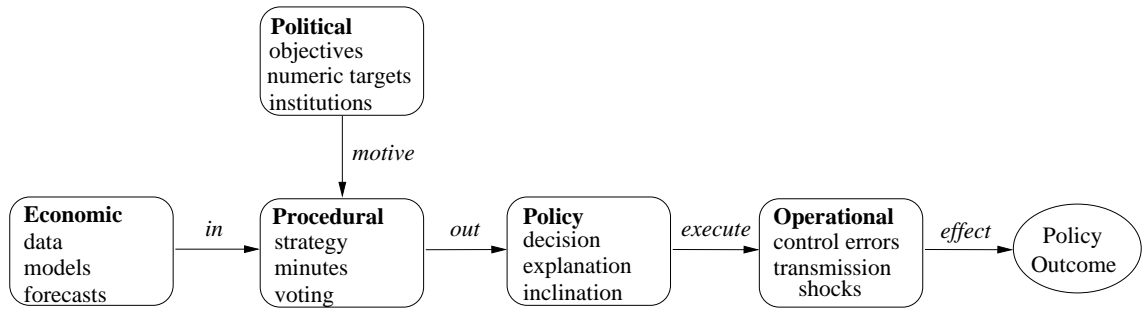 Political
objectives
numeric targets
institutions
motive
Economic
data
models
forecasts
in
Procedural
strategy
minutes
voting
out
Policy
decision
explanation
inclination
execute
Operational
control errors
transmission
shocks
effect
Policy
Outcome